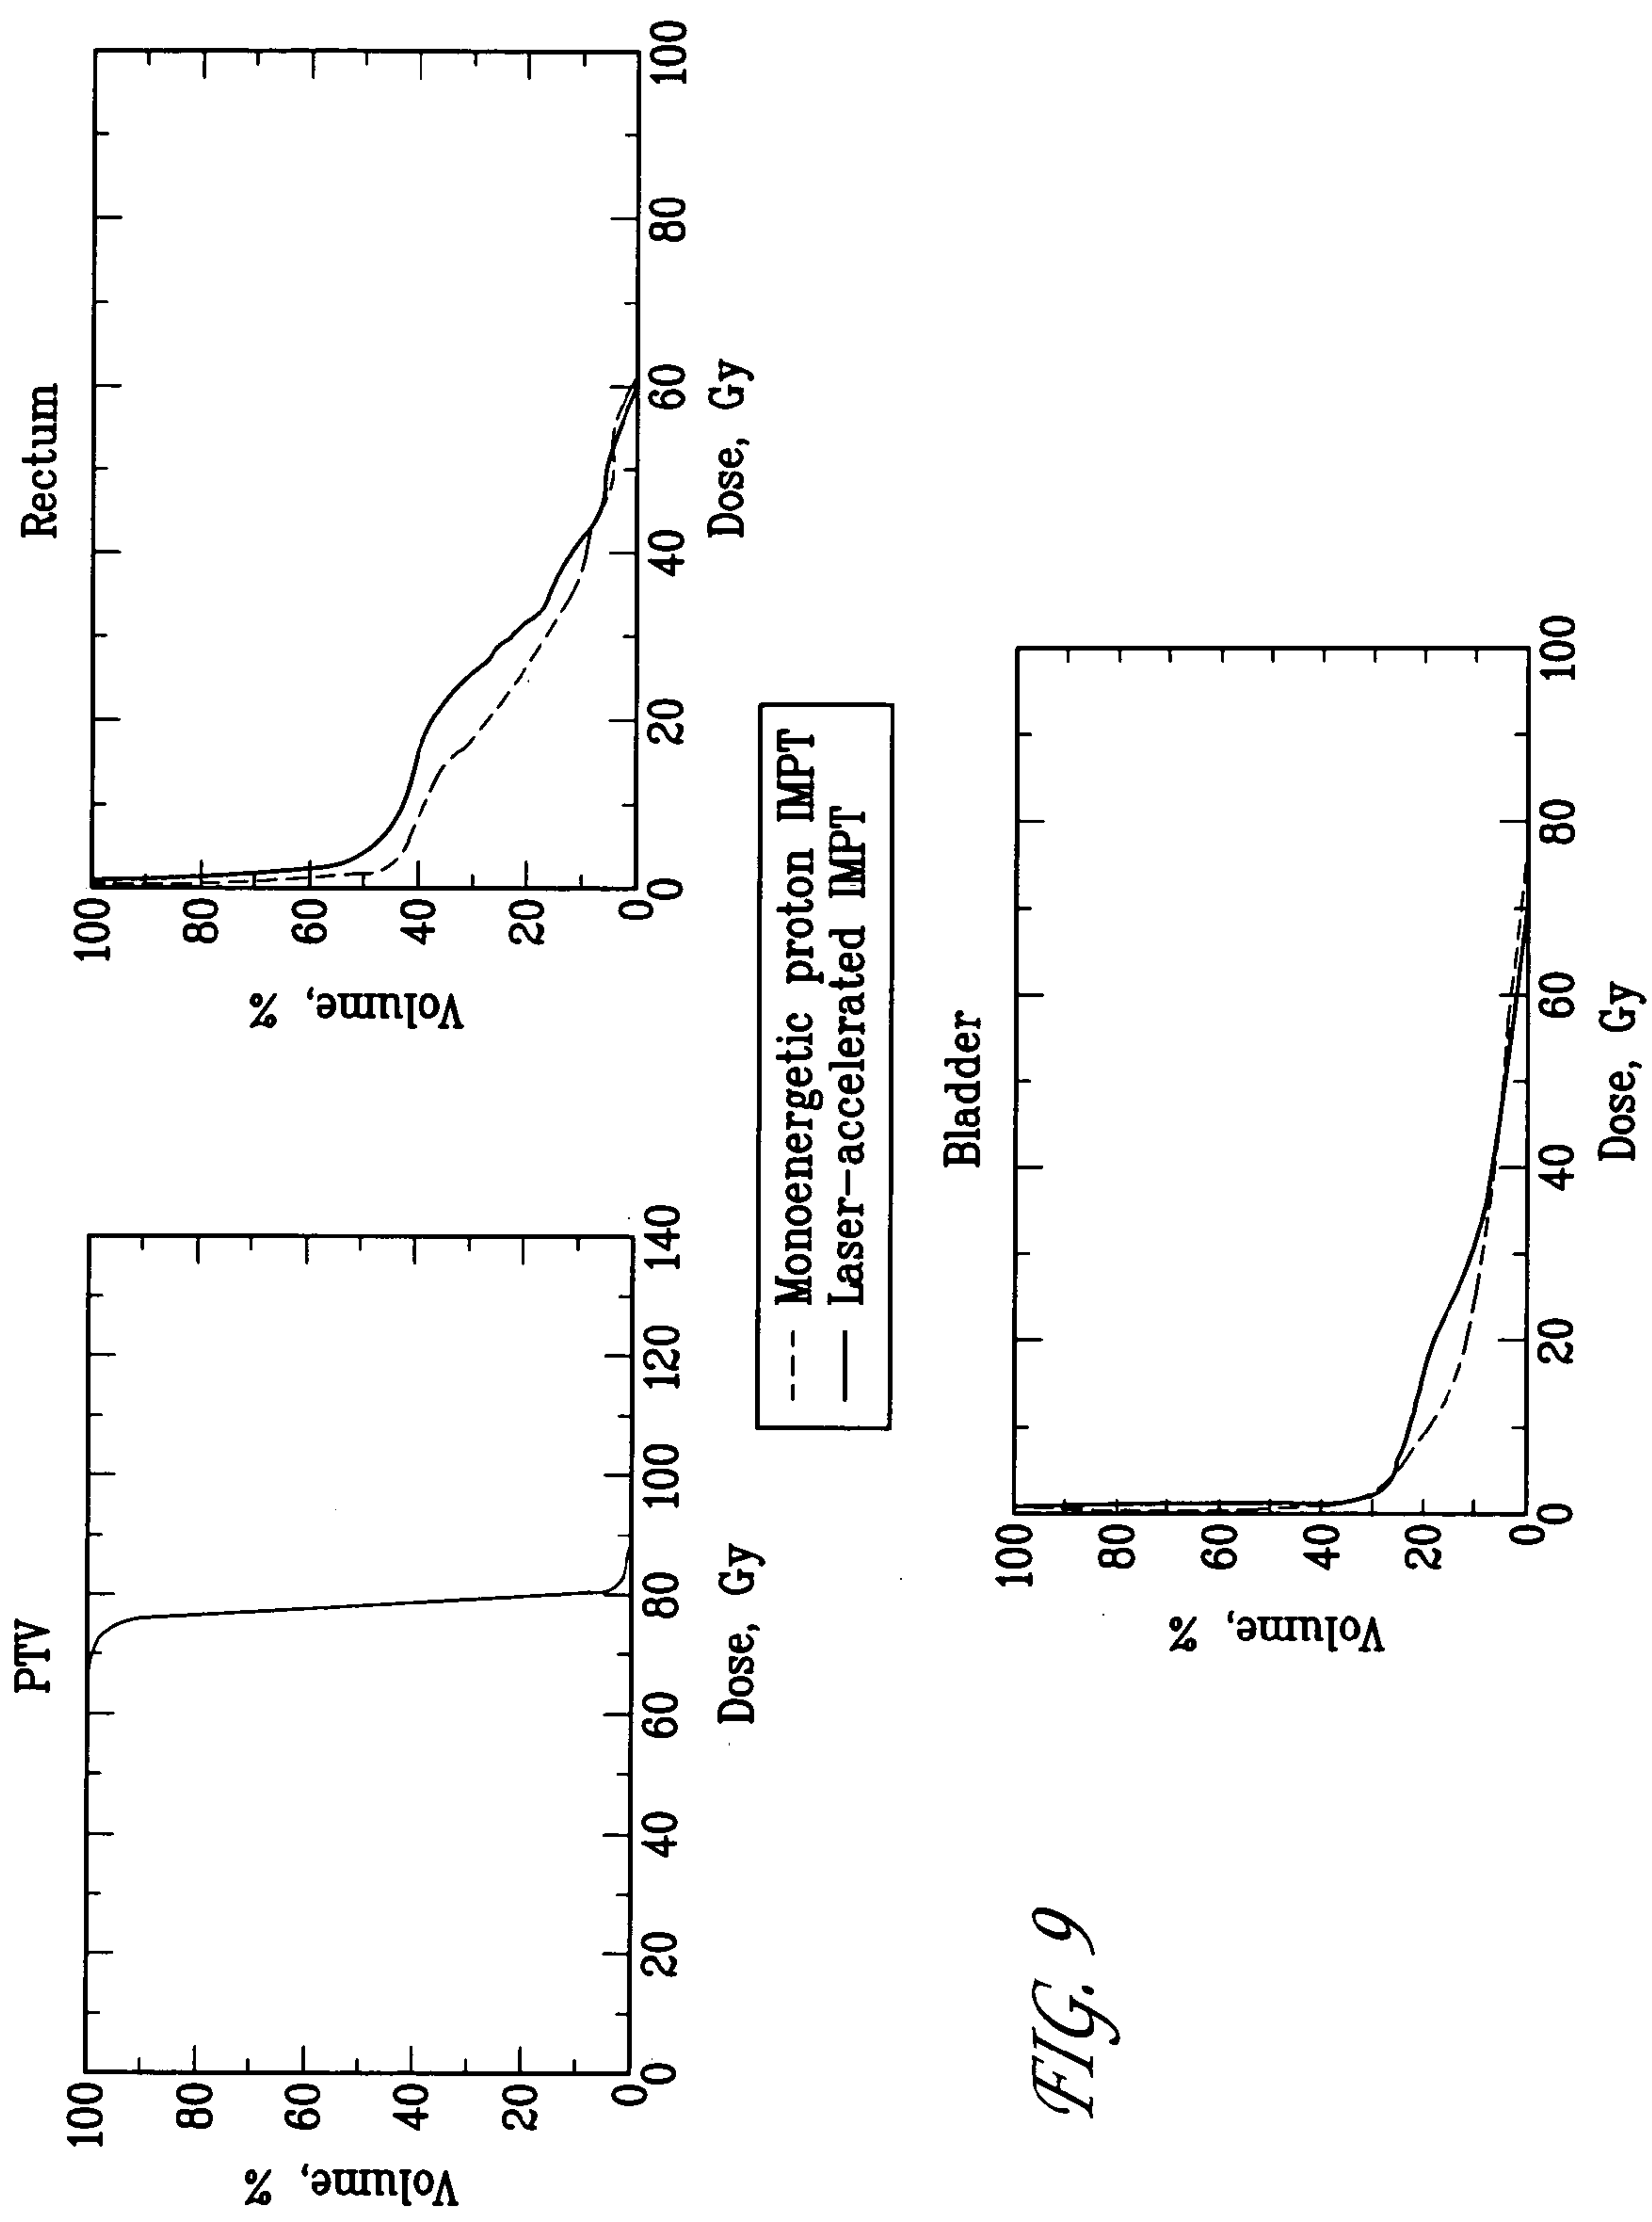 PTV
100
80
60
40
20
0
Volume, %
0 20 40 60 80 100 120 140
Dose, Gy
Rectum
100
80
60
40
20
0
Volume, %
0 20 40 60 80 100
Dose, Gy
Monoenergetic proton IMPT
Laser-accelerated IMPT
Bladder
100
80
60
40
20
0
Volume, %
0 20 40 60 80 100
Dose, Gy
FIG. 9